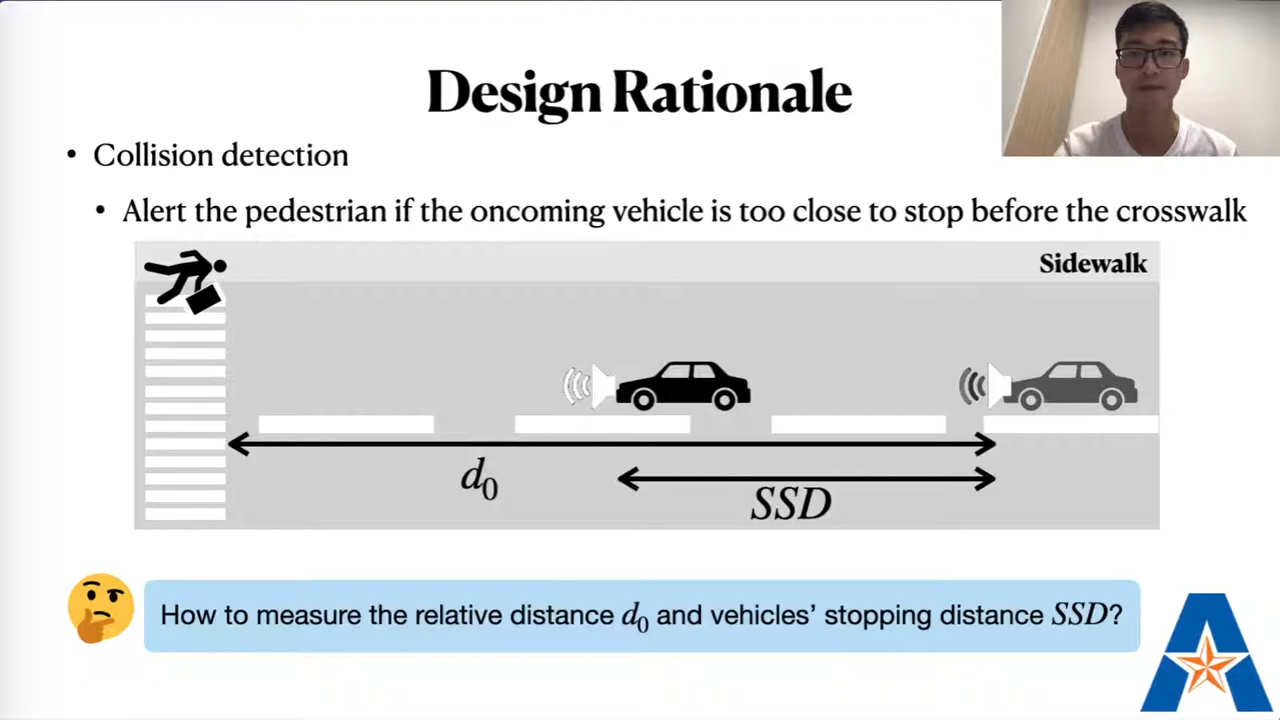 Design Rationale
• Collision detection
• Alert the pedestrian if the oncoming vehicle is too close to stop before the crosswalk
Sidewalk
d₀
SSD
How to measure the relative distance d₀ and vehicles’ stopping distance SSD?